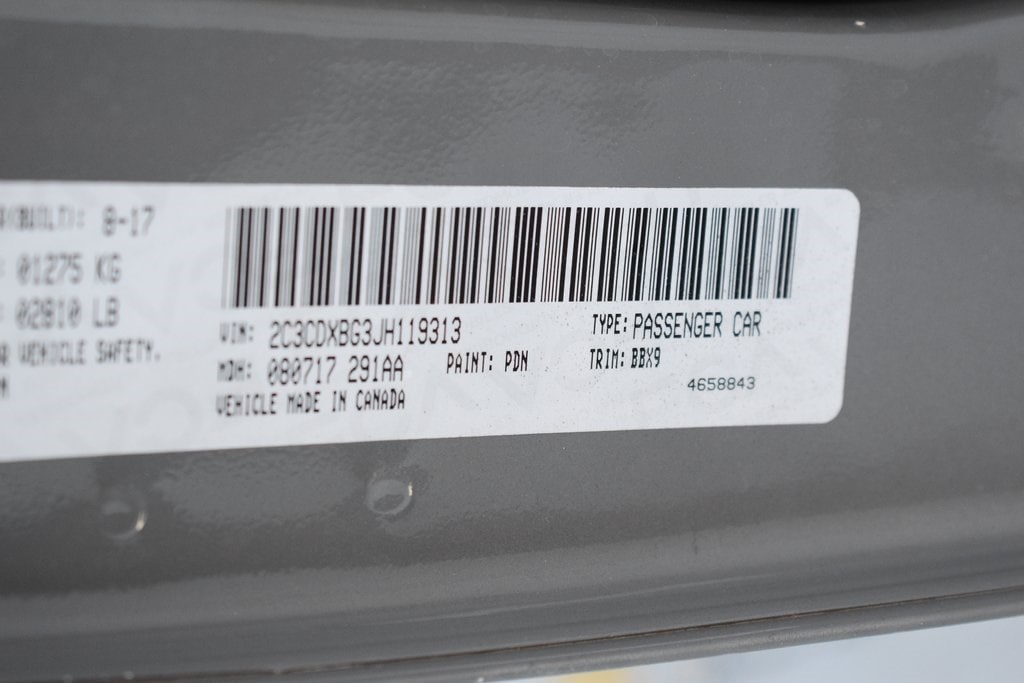 (BUILT): 8-17
: 01275 KG
: 02810 LB
VEHICLE SAFETY.
VIN: 2C3CDXBG3JH119313
TYPE: PASSENGER CAR
MDH: 080717 291AA
PAINT: PDN
TRIM: BBX9
VEHICLE MADE IN CANADA
4658843